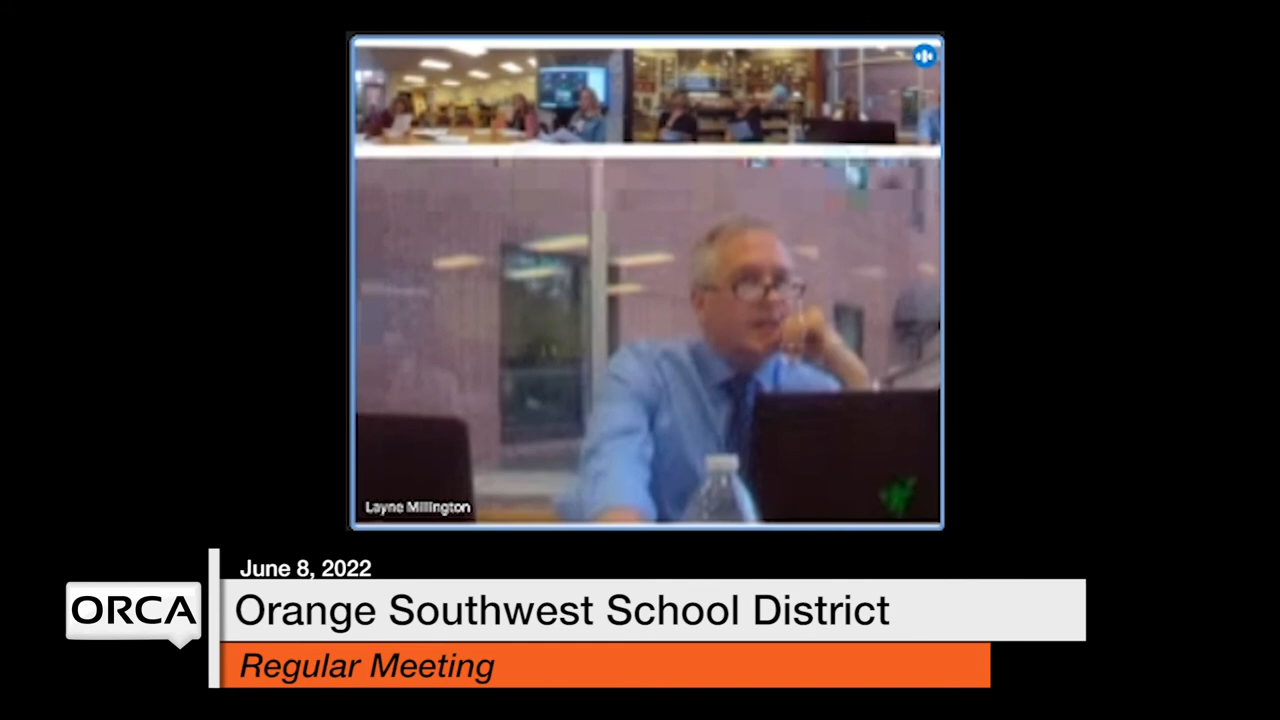 Layne Millington
June 8, 2022
ORCA
Orange Southwest School District
Regular Meeting